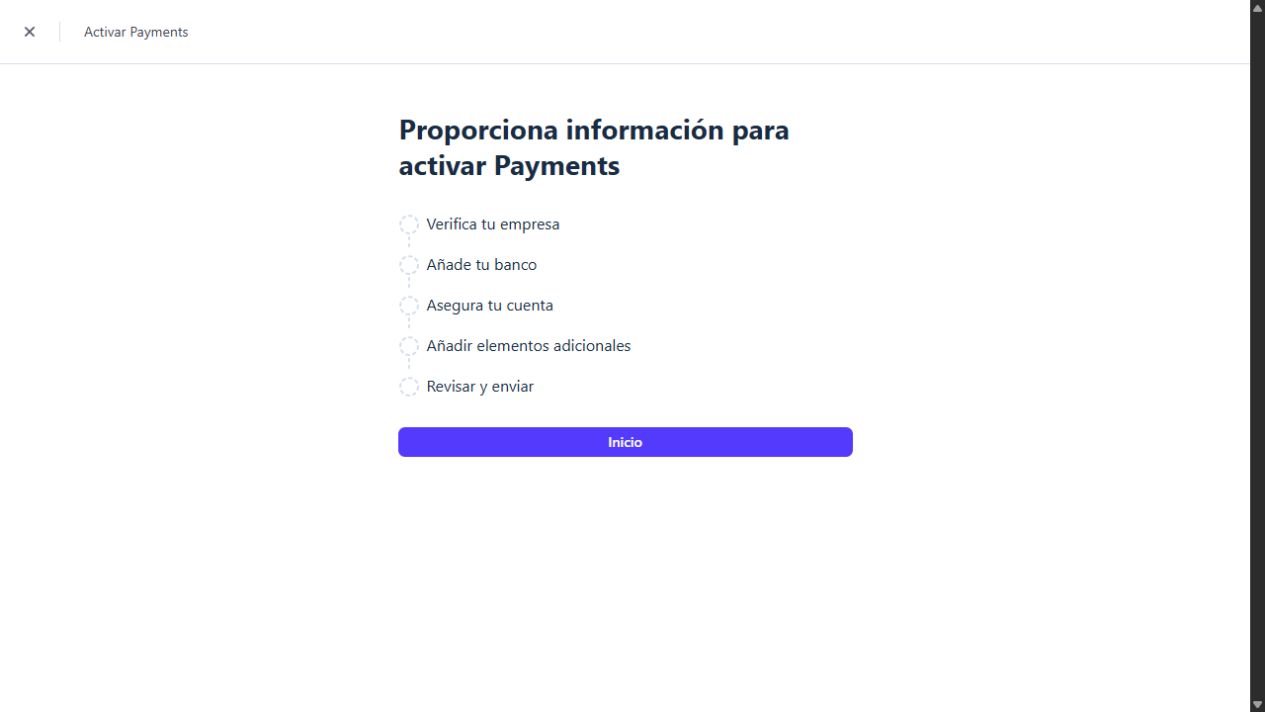 Activar Payments
Proporciona información para
activar Payments
Verifica tu empresa
Añade tu banco
Asegura tu cuenta
Añadir elementos adicionales
Revisar y enviar
Inicio